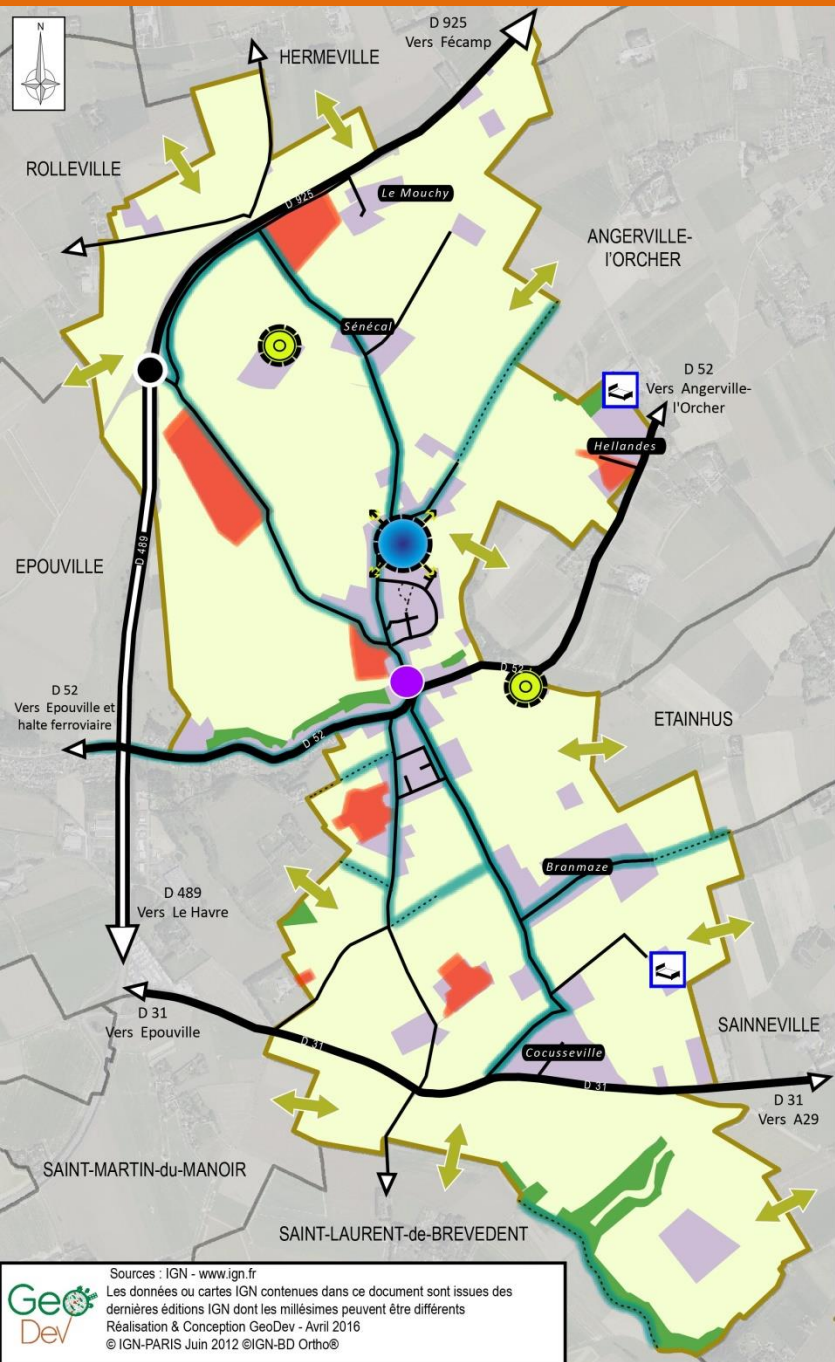 D 925
Vers Fécamp
N
HERMEVILLE
ROLLEVILLE
D 925
Le Mouchy
ANGERVILLE-
l'ORCHER
Sénécal
D 52
Vers Angerville-
l'Orcher
Hellandes
D 489
EPOUVILLE
D 52
D 52
Vers Epouville et
halte ferroviaire
ETAINHUS
D 52
Branmaze
D 489
Vers Le Havre
D 31
Vers Epouville
SAINNEVILLE
D 31
Cocusseville
D 31
D 31
Vers A29
SAINT-MARTIN-du-MANOIR
SAINT-LAURENT-de-BREVEDENT
Geo
Dev
Sources : IGN - www.ign.fr
Les données ou cartes IGN contenues dans ce document sont issues des
dernières éditions IGN dont les millésimes peuvent être différents
Réalisation & Conception GeoDev - Avril 2016
© IGN-PARIS Juin 2012 ©IGN-BD Ortho®